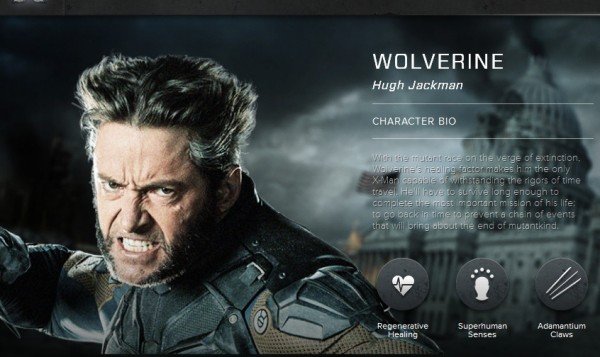 WOLVERINE
Hugh Jackman
CHARACTER BIO
With the mutant race on the verge of extinction,
Wolverine's healing factor makes him the only
X-Man capable of withstanding the rigors of time
travel. He'll have to survive long enough to
complete the most important mission of his life:
to go back in time to prevent a chain of events
that will bring about the end of mutantkind.
Regenerative
Healing
Superhuman
Senses
Adamantium
Claws